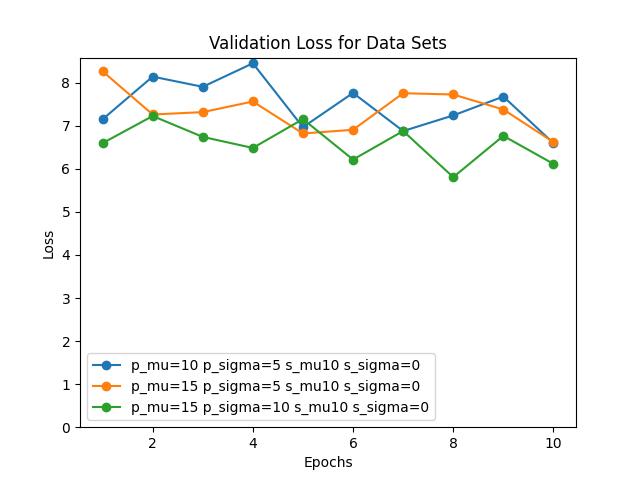 Validation Loss for Data Sets
8
7
6
5
4
3
2
1
0
Loss
p_mu=10 p_sigma=5 s_mu10 s_sigma=0
p_mu=15 p_sigma=5 s_mu10 s_sigma=0
p_mu=15 p_sigma=10 s_mu10 s_sigma=0
2 4 6 8 10
Epochs